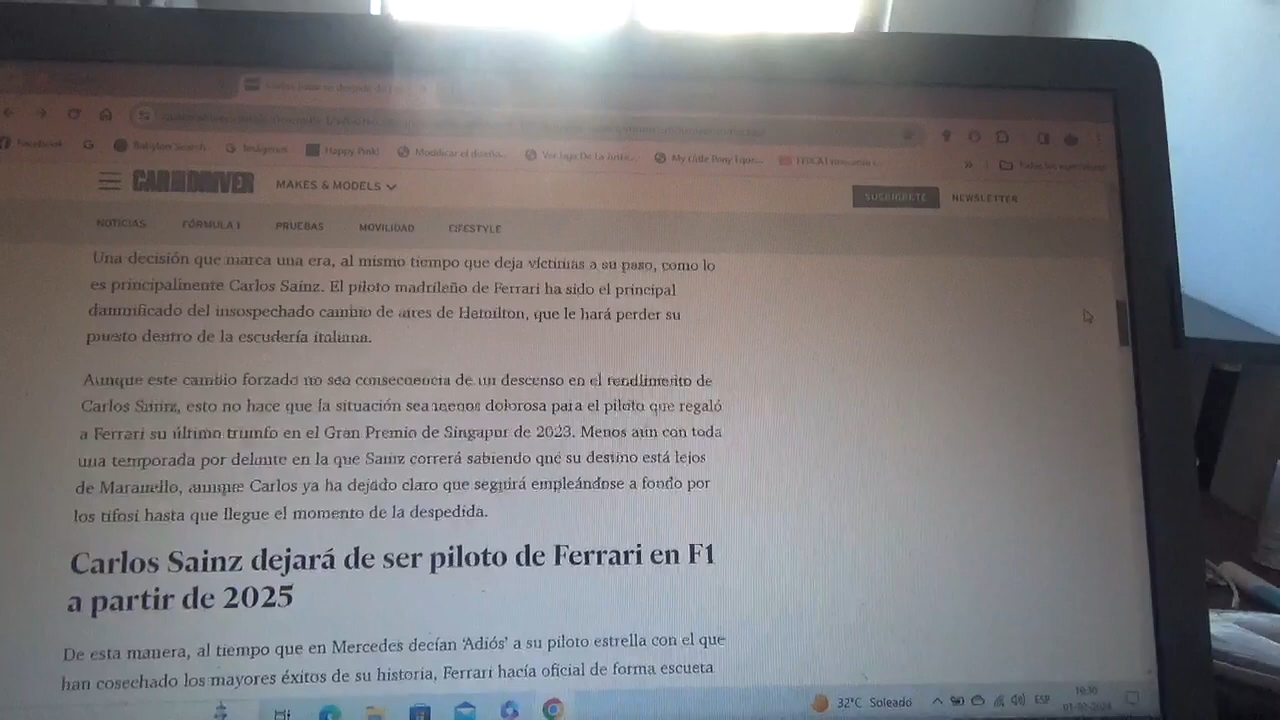 Facebook
G
Babylon Search
Imágenes
Happy Pink!
Modificar el diseño...
My Little Pony Eque...
»
CAR AND DRIVER
MAKES & MODELS
SUSCRÍBETE
NEWSLETTER
NOTICIAS
FÓRMULA 1
PRUEBAS
MOVILIDAD
LIFESTYLE
Una decisión que marca una era, al mismo tiempo que deja víctimas a su paso, como lo
es principalmente Carlos Sainz. El piloto madrileño de Ferrari ha sido el principal
damnificado del insospechado cambio de aires de Hamilton, que le hará perder su
puesto dentro de la escudería italiana.
Aunque este cambio forzado no sea consecuencia de un descenso en el rendimiento de
Carlos Sainz, esto no hace que la situación sea menos dolorosa para el piloto que regaló
a Ferrari su último triunfo en el Gran Premio de Singapur de 2023. Menos aún con toda
una temporada por delante en la que Sainz correrá sabiendo que su destino está lejos
de Maranello, aunque Carlos ya ha dejado claro que seguirá empleándose a fondo por
los tifosi hasta que llegue el momento de la despedida.
Carlos Sainz dejará de ser piloto de Ferrari en F1
a partir de 2025
De esta manera, al tiempo que en Mercedes decían ‘Adiós’ a su piloto estrella con el que
han cosechado los mayores éxitos de su historia, Ferrari hacía oficial de forma escueta
32°C Soleado
ESP